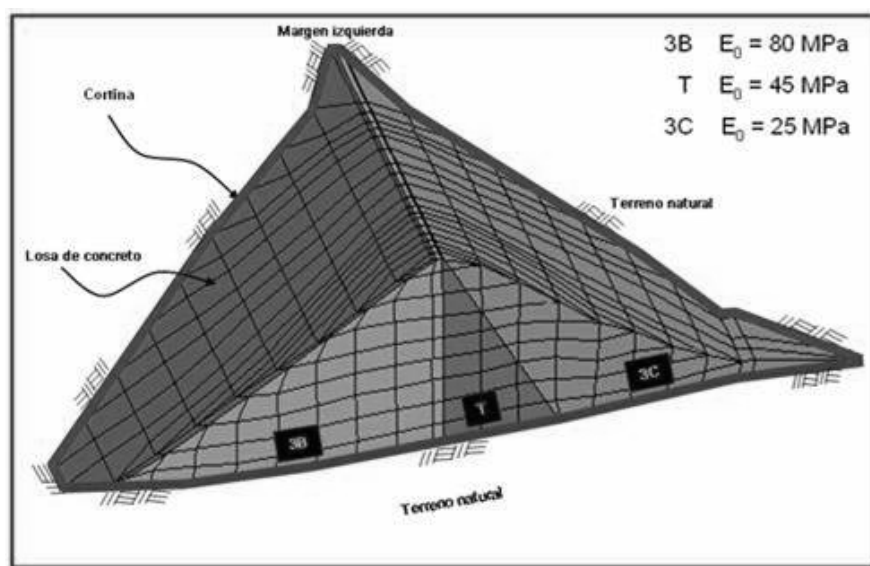 Margen izquierda
3B E₀ = 80 MPa
T E₀ = 45 MPa
3C E₀ = 25 MPa
Cortina
Terreno natural
Losa de concreto
3C
T
3B
Terreno natural